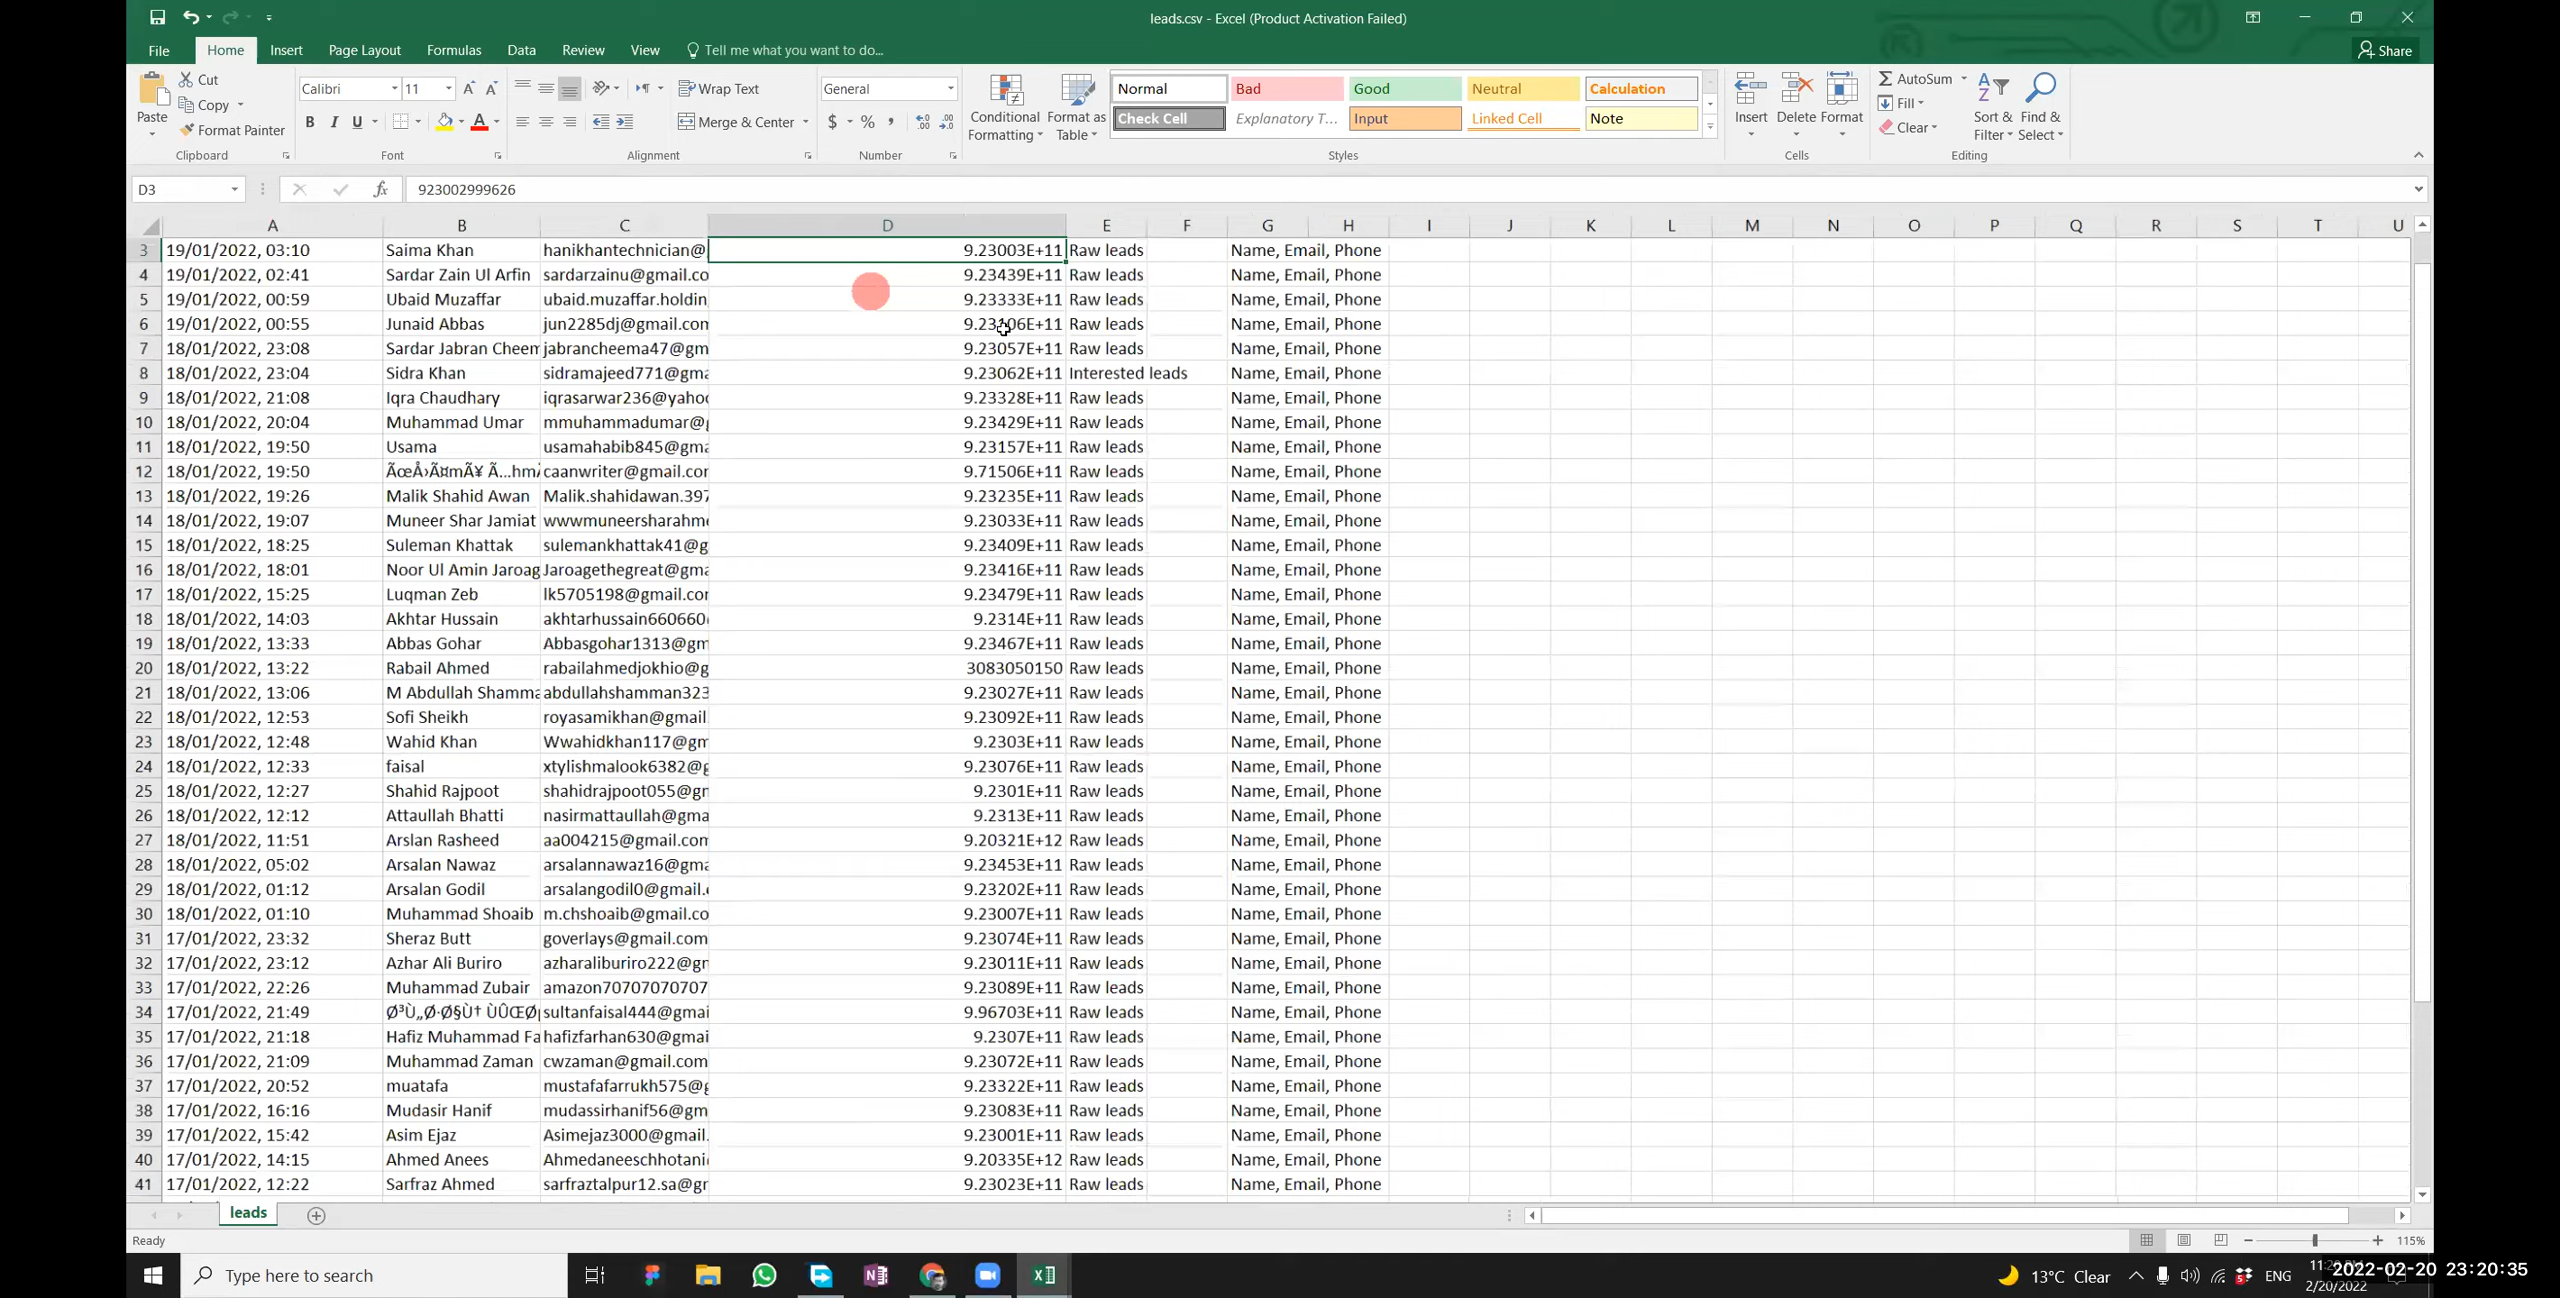 leads.csv - Excel (Product Activation Failed)
File Home Insert Page Layout Formulas Data Review View Tell me what you want to do... Share
Paste Cut Copy Format Painter Clipboard
Calibri 11 B I U Font
Wrap Text Merge & Center Alignment
General $ % , Number
Conditional Formatting Format as Table
Normal Bad Good Neutral Calculation
Check Cell Explanatory T... Input Linked Cell Note
Styles
Insert Delete Format Cells
AutoSum Fill Clear Sort & Filter Find & Select Editing
D3 fx 923002999626
A B C D E F G H I J K L M N O P Q R S T U
3 19/01/2022, 03:10 Saima Khan hanikhantechnician@ 9.23003E+11 Raw leads Name, Email, Phone
4 19/01/2022, 02:41 Sardar Zain Ul Arfin sardarzainu@gmail.co 9.23439E+11 Raw leads Name, Email, Phone
5 19/01/2022, 00:59 Ubaid Muzaffar ubaid.muzaffar.holdin 9.23333E+11 Raw leads Name, Email, Phone
6 19/01/2022, 00:55 Junaid Abbas jun2285dj@gmail.com 9.23106E+11 Raw leads Name, Email, Phone
7 18/01/2022, 23:08 Sardar Jabran Cheem jabrancheema47@gm 9.23057E+11 Raw leads Name, Email, Phone
8 18/01/2022, 23:04 Sidra Khan sidramajeed771@gma 9.23062E+11 Interested leads Name, Email, Phone
9 18/01/2022, 21:08 Iqra Chaudhary iqrasarwar236@yahoo 9.23328E+11 Raw leads Name, Email, Phone
10 18/01/2022, 20:04 Muhammad Umar mmuhammadumar@g 9.23429E+11 Raw leads Name, Email, Phone
11 18/01/2022, 19:50 Usama usamahabib845@gma 9.23157E+11 Raw leads Name, Email, Phone
12 18/01/2022, 19:50 caanwriter@gmail.com 9.71506E+11 Raw leads Name, Email, Phone
13 18/01/2022, 19:26 Malik Shahid Awan Malik.shahidawan.397 9.23235E+11 Raw leads Name, Email, Phone
14 18/01/2022, 19:07 Muneer Shar Jamiat wwwmuneersharahme 9.23033E+11 Raw leads Name, Email, Phone
15 18/01/2022, 18:25 Suleman Khattak sulemankhattak41@g 9.23409E+11 Raw leads Name, Email, Phone
16 18/01/2022, 18:01 Noor Ul Amin Jaroag Jaroagethegreat@gma 9.23416E+11 Raw leads Name, Email, Phone
17 18/01/2022, 15:25 Luqman Zeb lk5705198@gmail.com 9.23479E+11 Raw leads Name, Email, Phone
18 18/01/2022, 14:03 Akhtar Hussain akhtarhussain660660 9.2314E+11 Raw leads Name, Email, Phone
19 18/01/2022, 13:33 Abbas Gohar Abbasgohar1313@gm 9.23467E+11 Raw leads Name, Email, Phone
20 18/01/2022, 13:22 Rabail Ahmed rabailahmedjokhio@g 3083050150 Raw leads Name, Email, Phone
21 18/01/2022, 13:06 M Abdullah Shamma abdullahshamman323 9.23027E+11 Raw leads Name, Email, Phone
22 18/01/2022, 12:53 Sofi Sheikh royasamikhan@gmail. 9.23092E+11 Raw leads Name, Email, Phone
23 18/01/2022, 12:48 Wahid Khan Wwahidkhan117@gm 9.2303E+11 Raw leads Name, Email, Phone
24 18/01/2022, 12:33 faisal xtylishmalook6382@g 9.23076E+11 Raw leads Name, Email, Phone
25 18/01/2022, 12:27 Shahid Rajpoot shahidrajpoot055@gm 9.2301E+11 Raw leads Name, Email, Phone
26 18/01/2022, 12:12 Attaullah Bhatti nasirmattaullah@gma 9.2313E+11 Raw leads Name, Email, Phone
27 18/01/2022, 11:51 Arslan Rasheed aa004215@gmail.com 9.20321E+12 Raw leads Name, Email, Phone
28 18/01/2022, 05:02 Arsalan Nawaz arsalannawaz16@gma 9.23453E+11 Raw leads Name, Email, Phone
29 18/01/2022, 01:12 Arsalan Godil arsalangodil0@gmail.c 9.23202E+11 Raw leads Name, Email, Phone
30 18/01/2022, 01:10 Muhammad Shoaib m.chshoaib@gmail.co 9.23007E+11 Raw leads Name, Email, Phone
31 17/01/2022, 23:32 Sheraz Butt goverlays@gmail.com 9.23074E+11 Raw leads Name, Email, Phone
32 17/01/2022, 23:12 Azhar Ali Buriro azharaliburiro222@gm 9.23011E+11 Raw leads Name, Email, Phone
33 17/01/2022, 22:26 Muhammad Zubair amazon70707070707 9.23089E+11 Raw leads Name, Email, Phone
34 17/01/2022, 21:49 sultanfaisal444@gmai 9.96703E+11 Raw leads Name, Email, Phone
35 17/01/2022, 21:18 Hafiz Muhammad Fa hafizfarhan630@gmai 9.2307E+11 Raw leads Name, Email, Phone
36 17/01/2022, 21:09 Muhammad Zaman cwzaman@gmail.com 9.23072E+11 Raw leads Name, Email, Phone
37 17/01/2022, 20:52 muatafa mustafafarrukh575@g 9.23322E+11 Raw leads Name, Email, Phone
38 17/01/2022, 16:16 Mudasir Hanif mudassirhanif56@gm 9.23083E+11 Raw leads Name, Email, Phone
39 17/01/2022, 15:42 Asim Ejaz Asimejaz3000@gmail. 9.23001E+11 Raw leads Name, Email, Phone
40 17/01/2022, 14:15 Ahmed Anees Ahmedaneeschhotani 9.20335E+12 Raw leads Name, Email, Phone
41 17/01/2022, 12:22 Sarfraz Ahmed sarfraztalpur12.sa@gm 9.23023E+11 Raw leads Name, Email, Phone
leads
Ready 115%
Type here to search 13°C Clear ENG 2/20/2022
2022-02-20 23:20:35